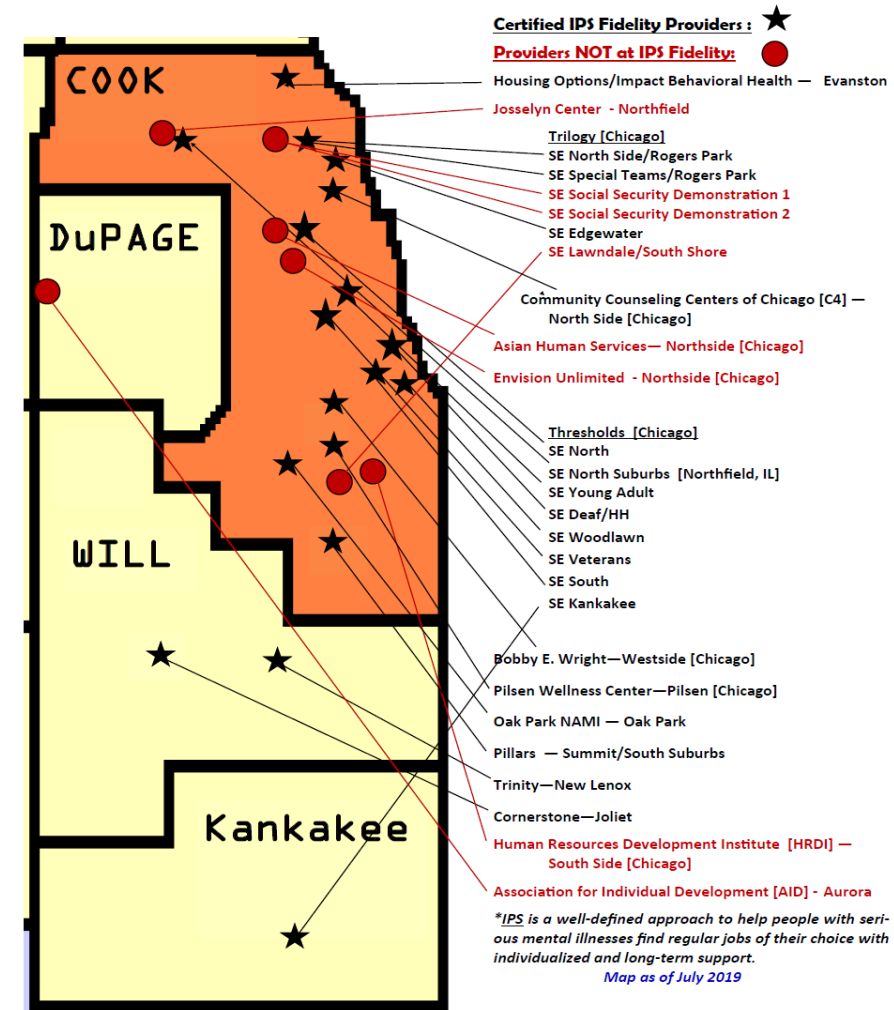 Certified IPS Fidelity Providers :
Providers NOT at IPS Fidelity:
COOK
DuPAGE
WILL
Kankakee
Housing Options/Impact Behavioral Health — Evanston
Josselyn Center - Northfield
Trilogy [Chicago]
SE North Side/Rogers Park
SE Special Teams/Rogers Park
SE Social Security Demonstration 1
SE Social Security Demonstration 2
SE Edgewater
SE Lawndale/South Shore
Community Counseling Centers of Chicago [C4] —
North Side [Chicago]
Asian Human Services— Northside [Chicago]
Envision Unlimited - Northside [Chicago]
Thresholds [Chicago]
SE North
SE North Suburbs [Northfield, IL]
SE Young Adult
SE Deaf/HH
SE Woodlawn
SE Veterans
SE South
SE Kankakee
Bobby E. Wright—Westside [Chicago]
Pilsen Wellness Center—Pilsen [Chicago]
Oak Park NAMI — Oak Park
Pillars — Summit/South Suburbs
Trinity—New Lenox
Cornerstone—Joliet
Human Resources Development Institute [HRDI] —
South Side [Chicago]
Association for Individual Development [AID] - Aurora
*IPS is a well-defined approach to help people with seri-
ous mental illnesses find regular jobs of their choice with
individualized and long-term support.
Map as of July 2019